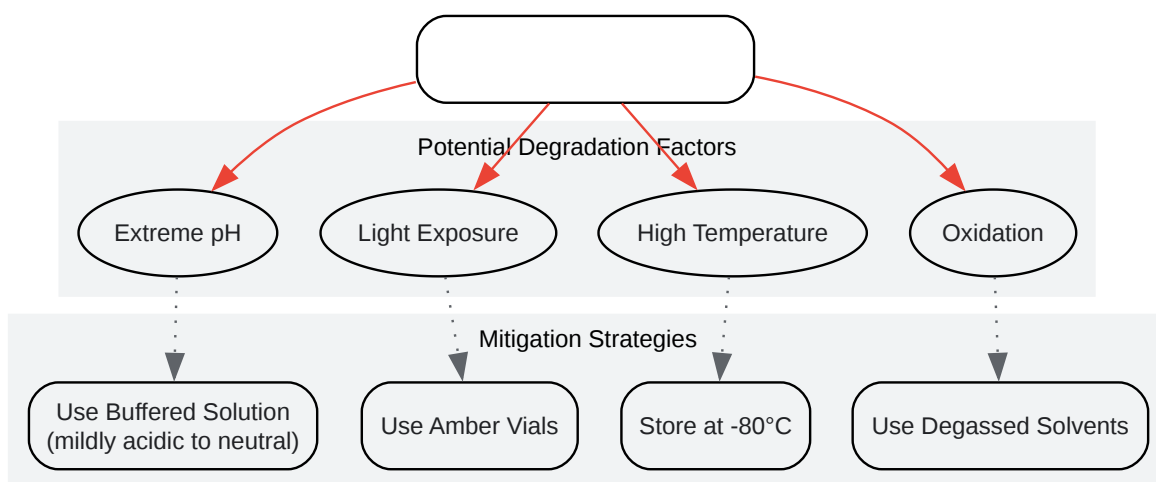 Potential Degradation Factors
Extreme pH
Light Exposure
High Temperature
Oxidation
Mitigation Strategies
Use Buffered Solution
(mildly acidic to neutral)
Use Amber Vials
Store at -80°C
Use Degassed Solvents